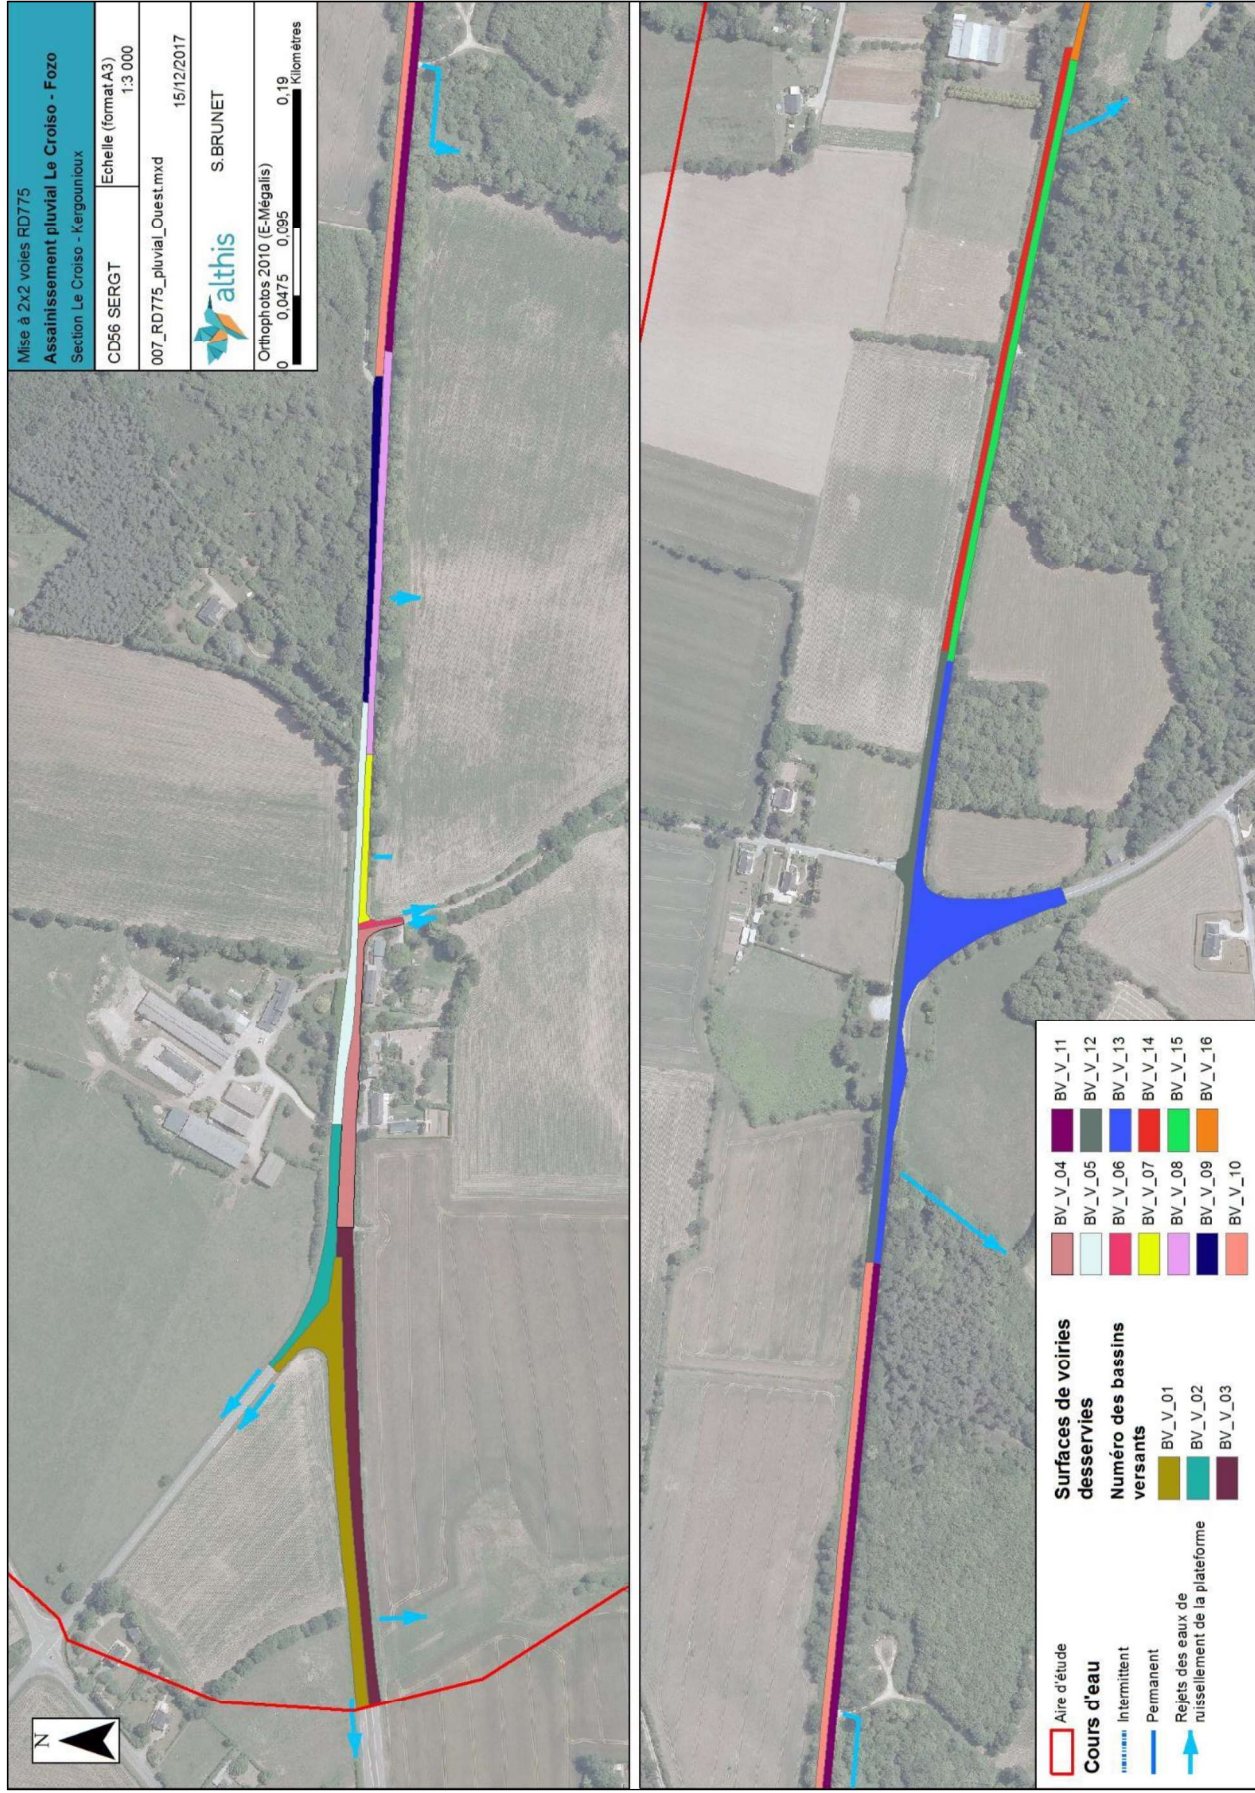 Mise à 2x2 voies RD775
Assainissement pluvial Le Croiso - Fozo
Section Le Croiso - Kergounioux
CD56 SERGT
Echelle (format A3)
1:3 000
007_RD775_pluvial_Ouest.mxd
15/12/2017
althis
S.BRUNET
Orthophotos 2010 (E-Mégalis)
0 0,0475 0,095 0,19
Kilomètres
N
Aire d'étude
Cours d'eau
Intermittent
Permanent
Rejets des eaux de
ruissellement de la plateforme
Surfaces de voiries
desservies
Numéro des bassins
versants
BV_V_01
BV_V_02
BV_V_03
BV_V_04
BV_V_05
BV_V_06
BV_V_07
BV_V_08
BV_V_09
BV_V_10
BV_V_11
BV_V_12
BV_V_13
BV_V_14
BV_V_15
BV_V_16